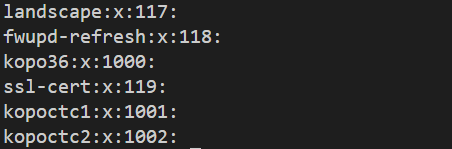 landscape:x:117:
fwupd-refresh:x:118:
kopo36:x:1000:
ssl-cert:x:119:
kopoctc1:x:1001:
kopoctc2:x:1002: